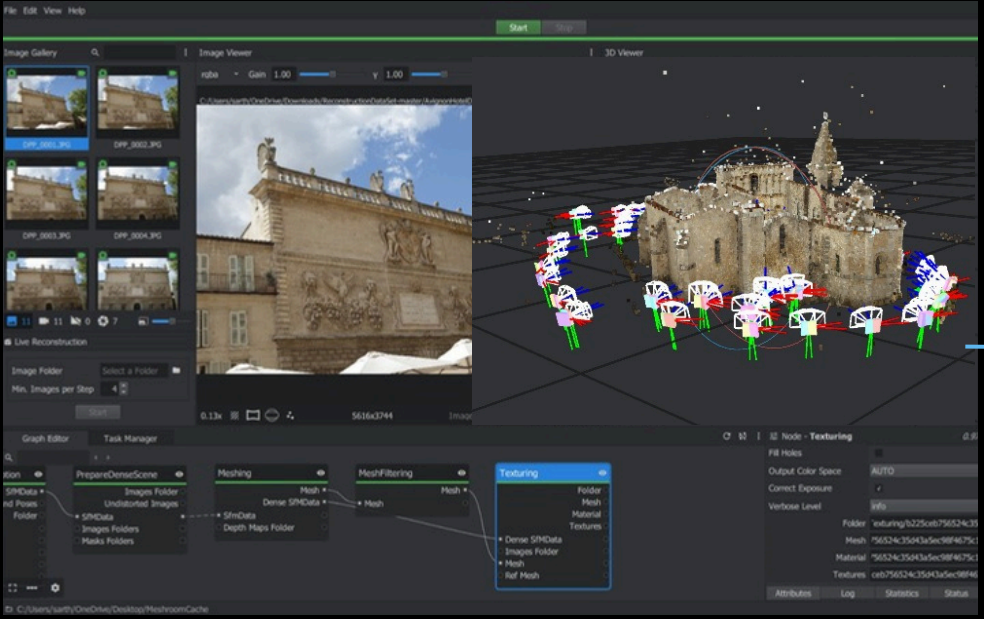 File Edit View Help
Start Stop
Image Gallery
Image Viewer
3D Viewer
rgba Gain 1.00 γ 1.00
C:/Users/sarth/OneDrive/Downloads/ReconstructionDataSet-master/AvignonHotelD
DPP_0001.JPG DPP_0002.JPG
DPP_0003.JPG DPP_0004.JPG
11 11 0 7
Live Reconstruction
Image Folder Select a Folder
Min. Images per Step 4
Start
0.13x 5616x3744 Imag
Graph Editor Task Manager
Node - Texturing
Fill Holes
Output Color Space AUTO
Correct Exposure
Verbose Level info
Folder
Mesh
Material
Textures
Attributes Log Statistics Status
tion
SfMData
nd Poses
Folder
PrepareDenseScene
Images Folder
Undistorted Images
SfMData
Images Folders
Masks Folders
Meshing
Mesh
Dense SfMData
SfmData
Depth Maps Folder
MeshFiltering
Mesh
Mesh
Texturing
Folder
Mesh
Material
Textures
Dense SfMData
Images Folder
Mesh
Ref Mesh
C:/Users/sarth/OneDrive/Desktop/MeshroomCache